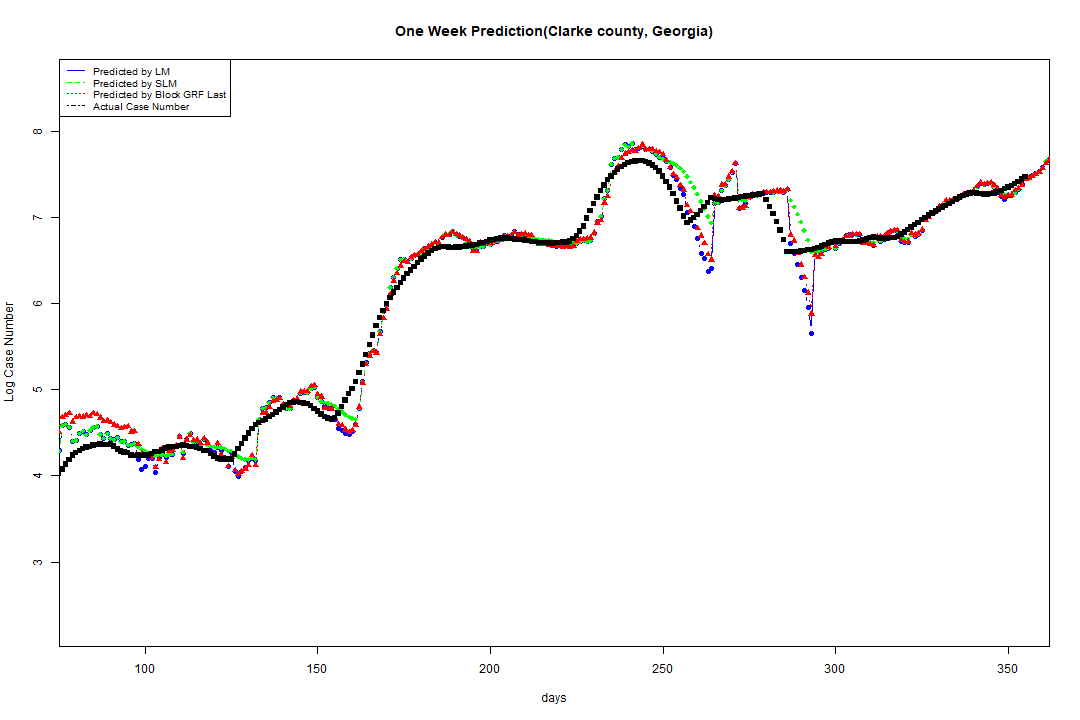 One Week Prediction(Clarke county, Georgia)
Predicted by LM
Predicted by SLM
Predicted by Block GRF Last
Actual Case Number
8
7
6
5
4
3
Log Case Number
100 150 200 250 300 350
days